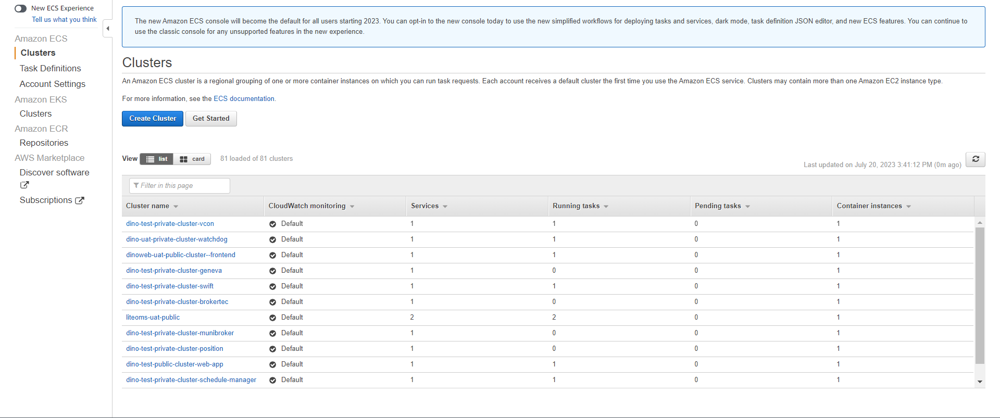 New ECS Experience
Tell us what you think
Amazon ECS
Clusters
Task Definitions
Account Settings
Amazon EKS
Clusters
Amazon ECR
Repositories
AWS Marketplace
Discover software
Subscriptions
The new Amazon ECS console will become the default for all users starting 2023. You can opt-in to the new console today to use the new simplified workflows for deploying tasks and services, dark mode, task definition JSON editor, and new ECS features. You can continue to
use the classic console for any unsupported features in the new experience.
Clusters
An Amazon ECS cluster is a regional grouping of one or more container instances on which you can run task requests. Each account receives a default cluster the first time you use the Amazon ECS service. Clusters may contain more than one Amazon EC2 instance type.
For more information, see the ECS documentation.
Create Cluster Get Started
View list card 81 loaded of 81 clusters
Last updated on July 20, 2023 3:41:12 PM (0m ago)
Filter in this page
Cluster name CloudWatch monitoring Services Running tasks Pending tasks Container instances
dino-test-private-cluster-vcon Default 1 1 0 1
dino-uat-private-cluster-watchdog Default 1 1 0 1
dinoweb-uat-public-cluster--frontend Default 1 1 0 1
dino-test-private-cluster-geneva Default 1 0 0 1
dino-test-private-cluster-swift Default 1 1 0 1
dino-test-private-cluster-brokertec Default 1 0 0 1
liteoms-uat-public Default 2 2 0 1
dino-test-private-cluster-munibroker Default 1 0 0 1
dino-test-private-cluster-position Default 1 0 0 1
dino-test-public-cluster-web-app Default 1 1 0 1
dino-test-private-cluster-schedule-manager Default 1 1 0 1